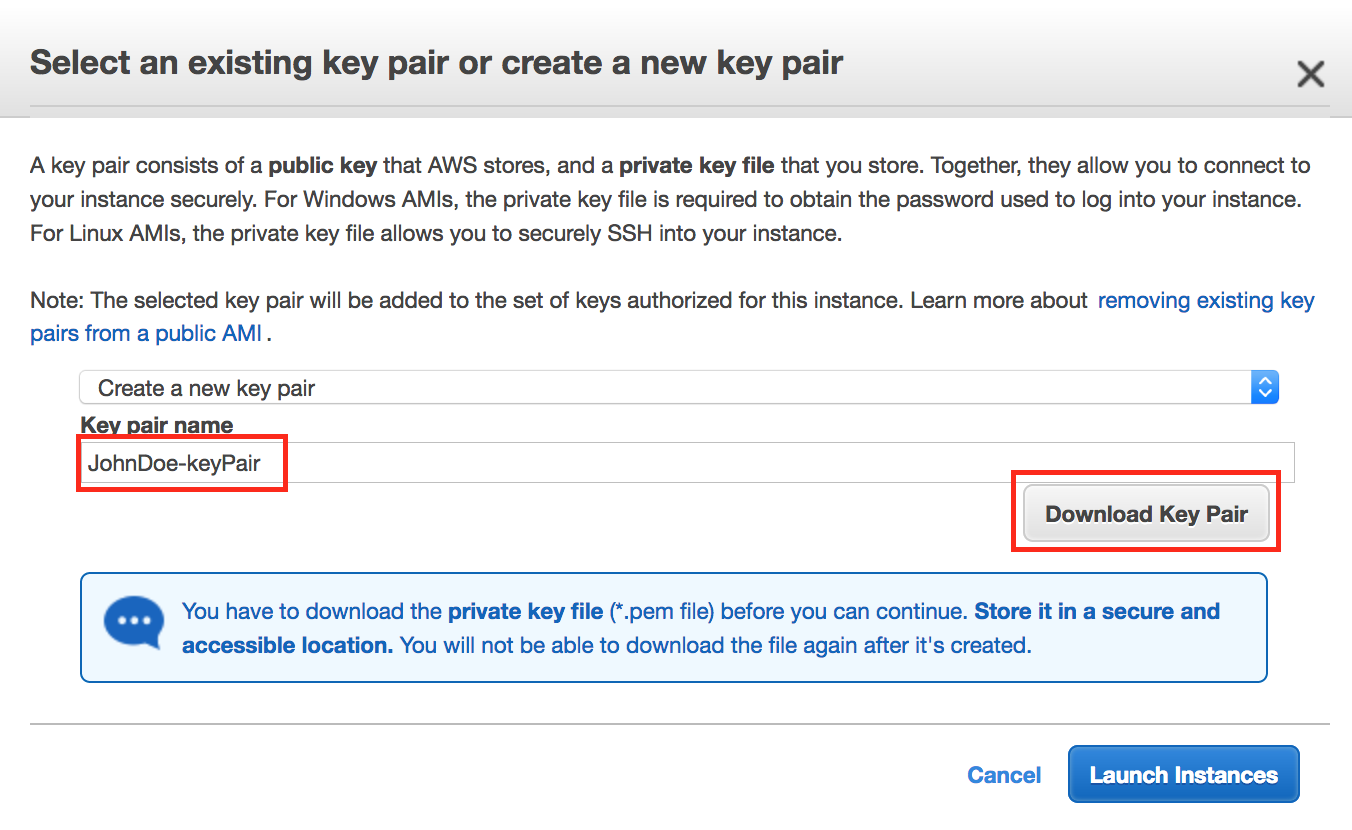 Select an existing key pair or create a new key pair
A key pair consists of a public key that AWS stores, and a private key file that you store. Together, they allow you to connect to
your instance securely. For Windows AMIs, the private key file is required to obtain the password used to log into your instance.
For Linux AMIs, the private key file allows you to securely SSH into your instance.
Note: The selected key pair will be added to the set of keys authorized for this instance. Learn more about removing existing key
pairs from a public AMI .
Create a new key pair
Key pair name
JohnDoe-keyPair
Download Key Pair
You have to download the private key file (*.pem file) before you can continue. Store it in a secure and
accessible location. You will not be able to download the file again after it's created.
Cancel Launch Instances